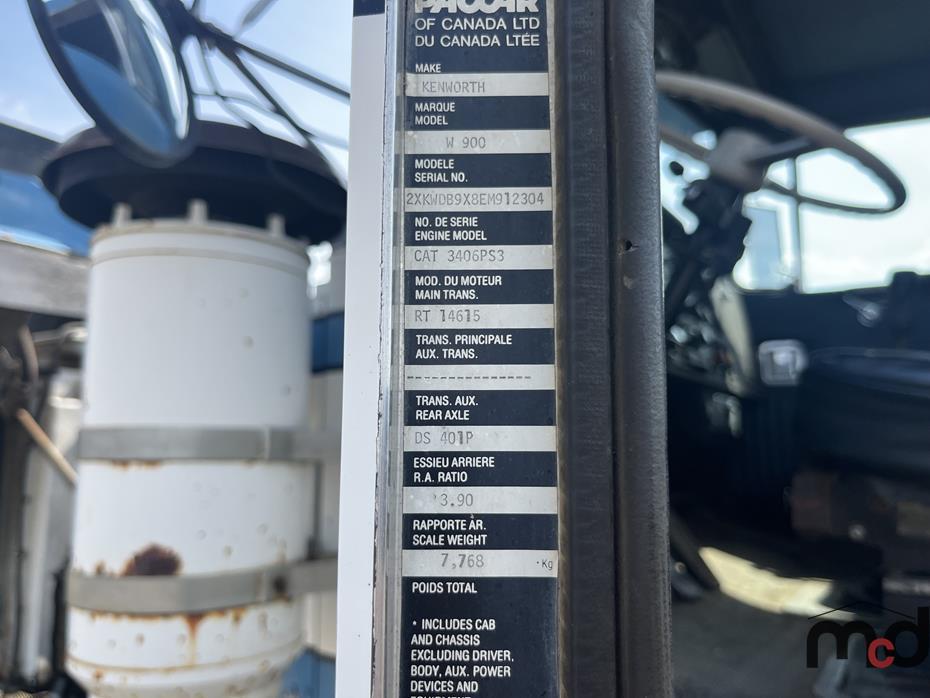 PACCAR
OF CANADA LTD
DU CANADA LTÉE
MAKE
KENWORTH
MARQUE
MODEL
W 900
MODELE
SERIAL NO.
2XKWDB9X8EM912304
NO. DE SERIE
ENGINE MODEL
CAT 3406PS3
MOD. DU MOTEUR
MAIN TRANS.
RT 14615
TRANS. PRINCIPALE
AUX. TRANS.
-------------------
TRANS. AUX.
REAR AXLE
DS 401P
ESSIEU ARRIERE
R.A. RATIO
3.90
RAPPORTE AR.
SCALE WEIGHT
7,768 Kg
POIDS TOTAL
* INCLUDES CAB
AND CHASSIS
EXCLUDING DRIVER,
BODY, AUX. POWER
DEVICES AND
mcd